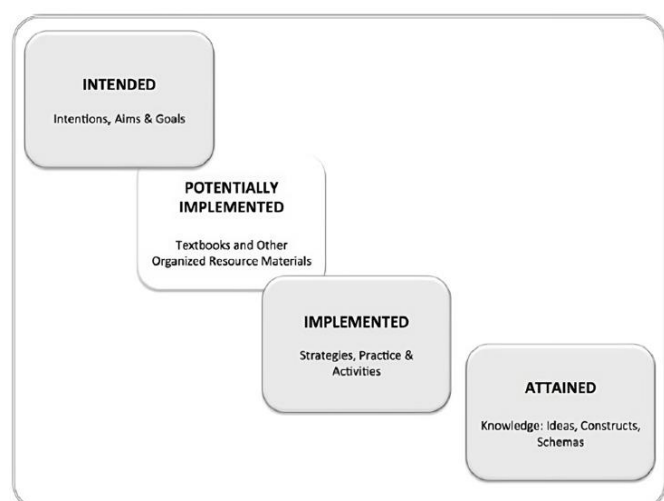 INTENDED
Intentions, Aims & Goals
POTENTIALLY
IMPLEMENTED
Textbooks and Other
Organized Resource Materials
IMPLEMENTED
Strategies, Practice &
Activities
ATTAINED
Knowledge: Ideas, Constructs,
Schemas